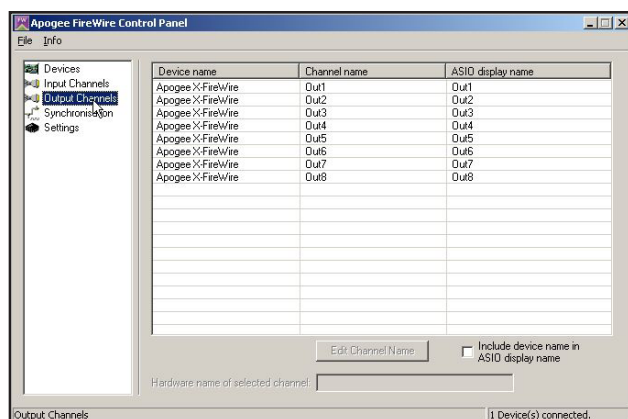 Apogee FireWire Control Panel
File Info
Devices
Input Channels
Output Channels
Synchronisation
Settings
Device name Channel name ASIO display name
Apogee X-FireWire Out1 Out1
Apogee X-FireWire Out2 Out2
Apogee X-FireWire Out3 Out3
Apogee X-FireWire Out4 Out4
Apogee X-FireWire Out5 Out5
Apogee X-FireWire Out6 Out6
Apogee X-FireWire Out7 Out7
Apogee X-FireWire Out8 Out8
Edit Channel Name
Include device name in
ASIO display name
Hardware name of selected channel:
Output Channels
1 Device(s) connected.